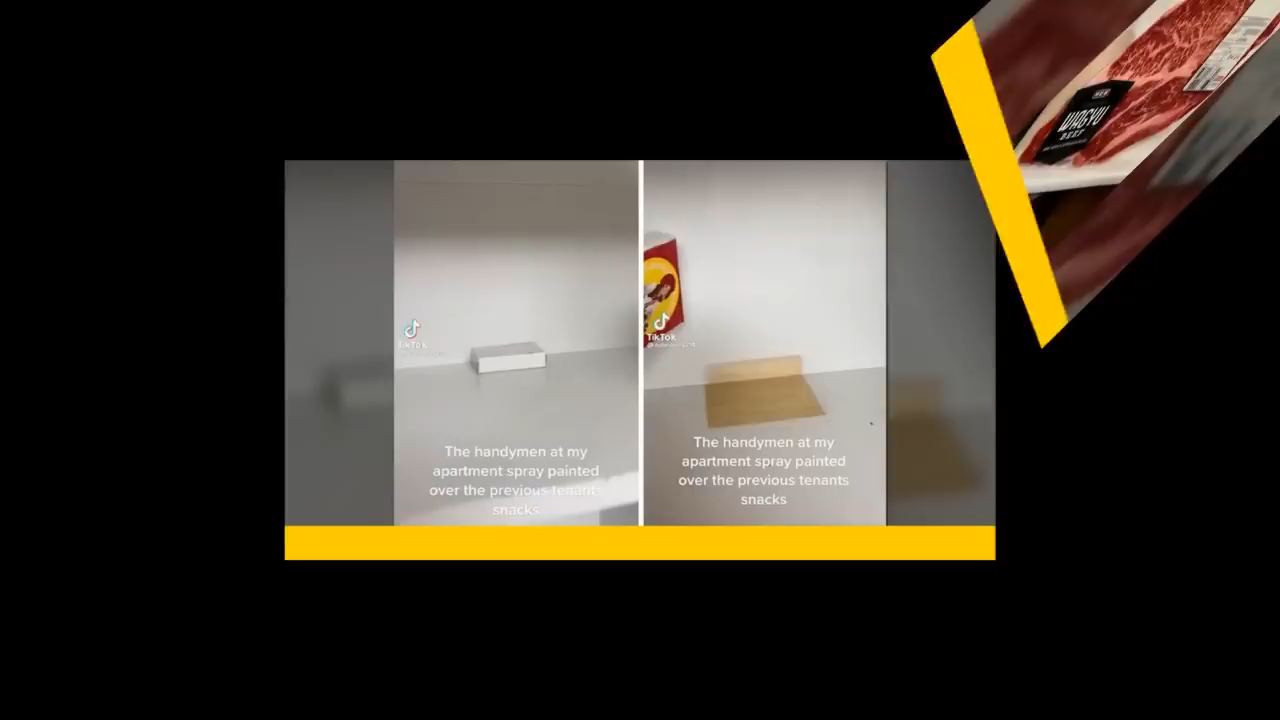 WAGYU
BEEF
TikTok
The handymen at my
apartment spray painted
over the previous tenants
snacks
TikTok
The handymen at my
apartment spray painted
over the previous tenants
snacks